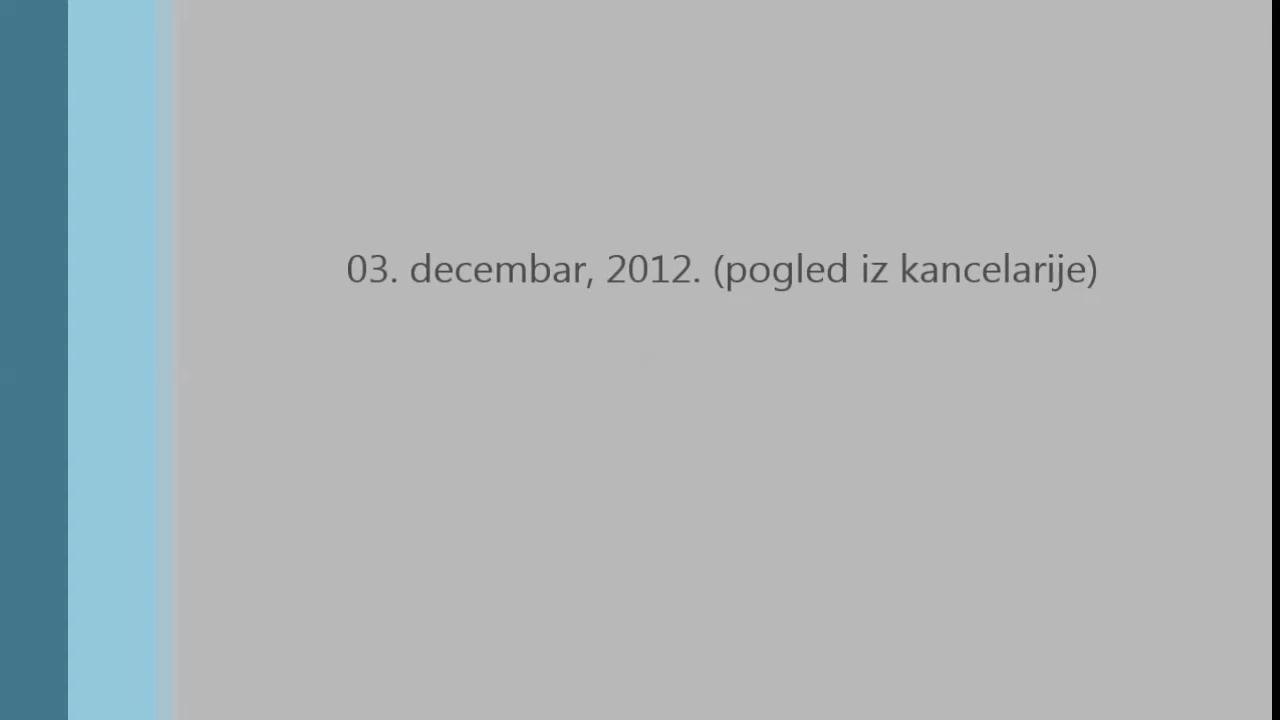 03. decembar, 2012. (pogled iz kancelarije)